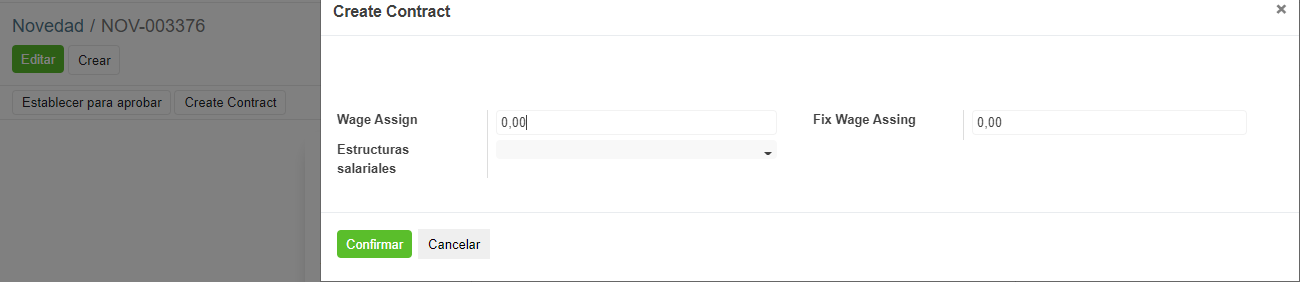 Create Contract ×
Novedad / NOV-003376
Editar Crear
Establecer para aprobar Create Contract
Wage Assign 0,00 Fix Wage Assing 0,00
Estructuras
salariales
Confirmar Cancelar